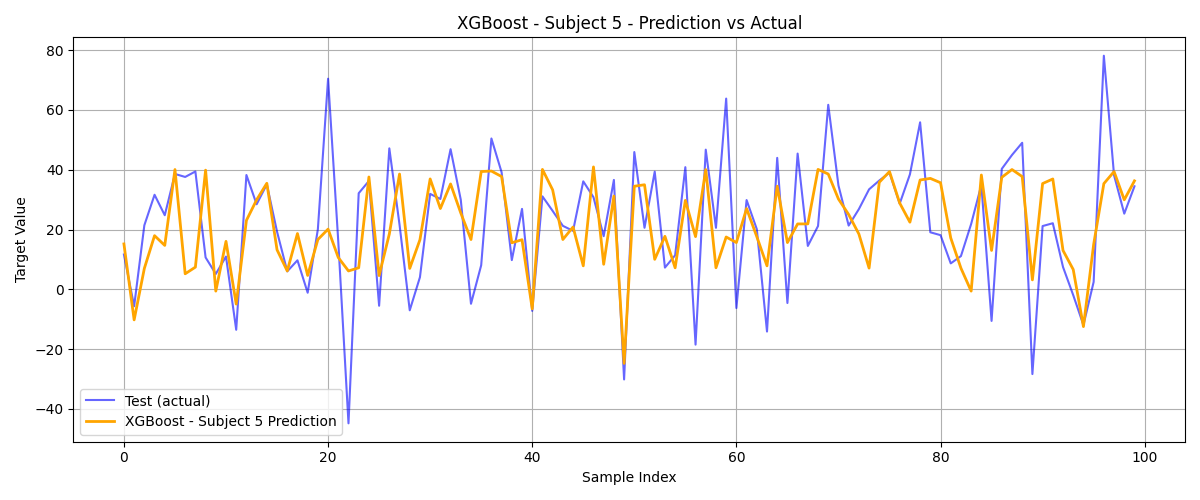 XGBoost - Subject 5 - Prediction vs Actual
Target Value
80
60
40
20
0
−20
−40
Test (actual)
XGBoost - Subject 5 Prediction
0 20 40 60 80 100
Sample Index